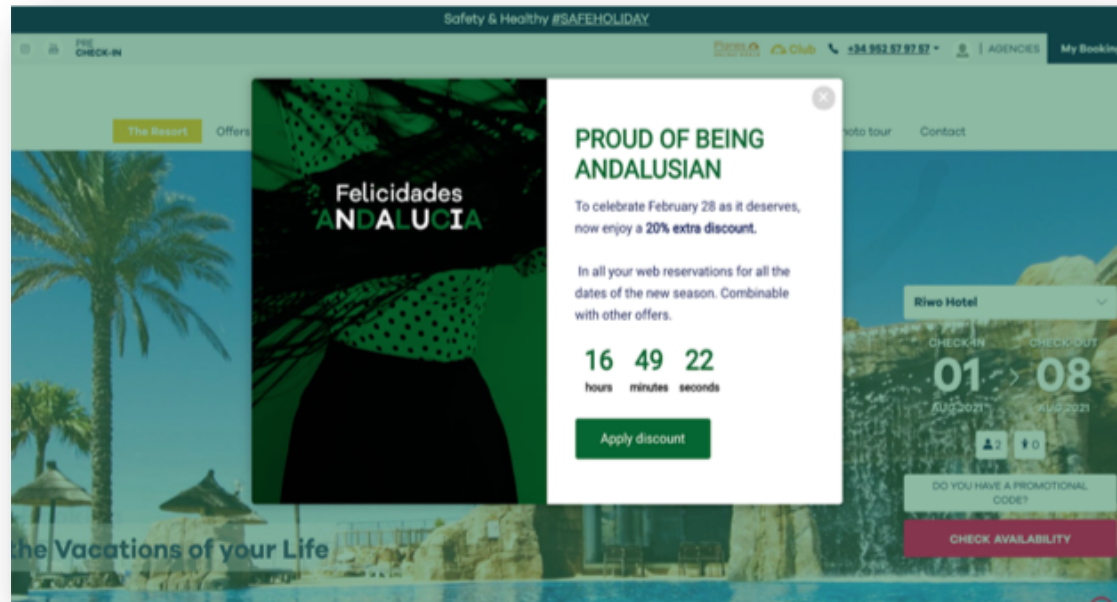 Safety & Healthy #SAFEHOLIDAY
PRE
CHECK-IN
Club
+34 952 57 97 57
AGENCIES
My Bookin
The Resort
Offers
hoto tour
Contact
Felicidades
ANDALUCIA
PROUD OF BEING
ANDALUSIAN
To celebrate February 28 as it deserves,
now enjoy a 20% extra discount.
In all your web reservations for all the
dates of the new season. Combinable
with other offers.
16 49 22
hours minutes seconds
Apply discount
Riwo Hotel
CHECK-IN CHECK-OUT
01 > 08
AUG 2021 AUG 2021
2 0
DO YOU HAVE A PROMOTIONAL
CODE?
CHECK AVAILABILITY
the Vacations of your Life